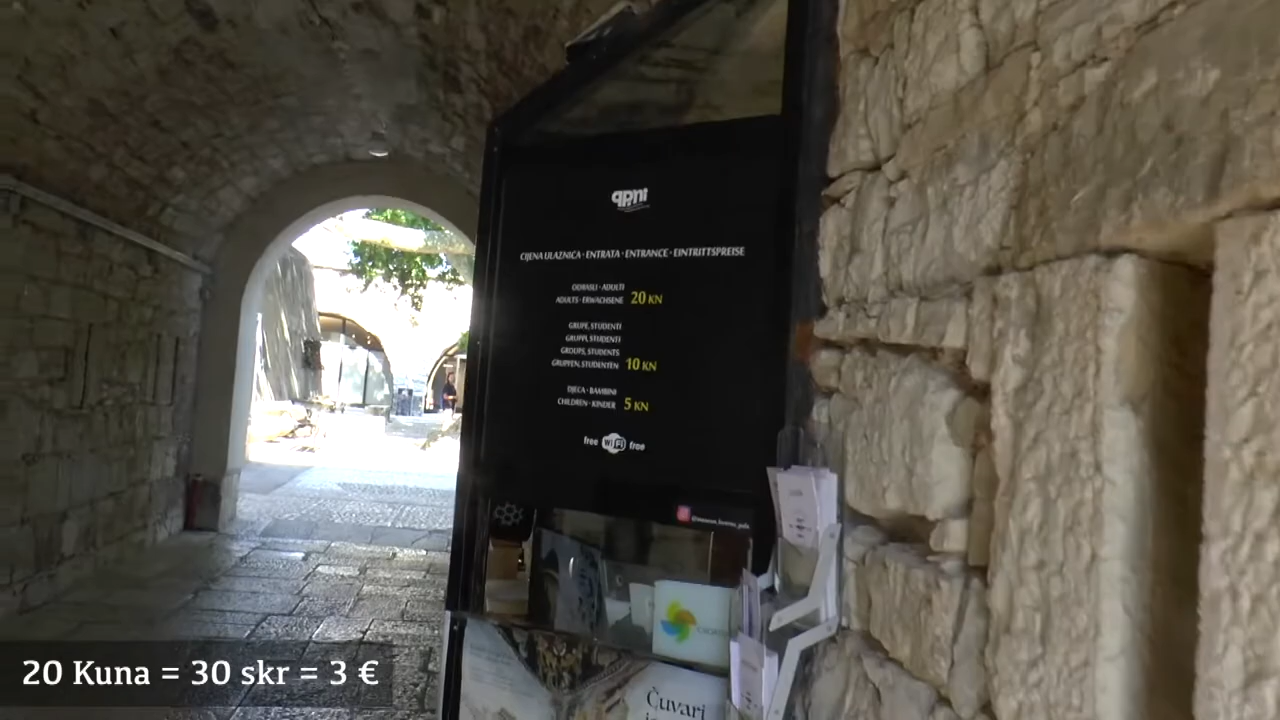 ppmi
CIJENA ULAZNICA · ENTRATA · ENTRANCE · EINTRITTSPREISE
ODRASLI · ADULTI
ADULTS · ERWACHSENE 20 KN
GRUPE, STUDENTI
GRUPPI, STUDENTI
GROUPS, STUDENTS
GRUPPEN, STUDENTEN 10 KN
DJECA · BAMBINI
CHILDREN · KINDER 5 KN
free WiFi free
Čuvari
20 Kuna = 30 skr = 3 €